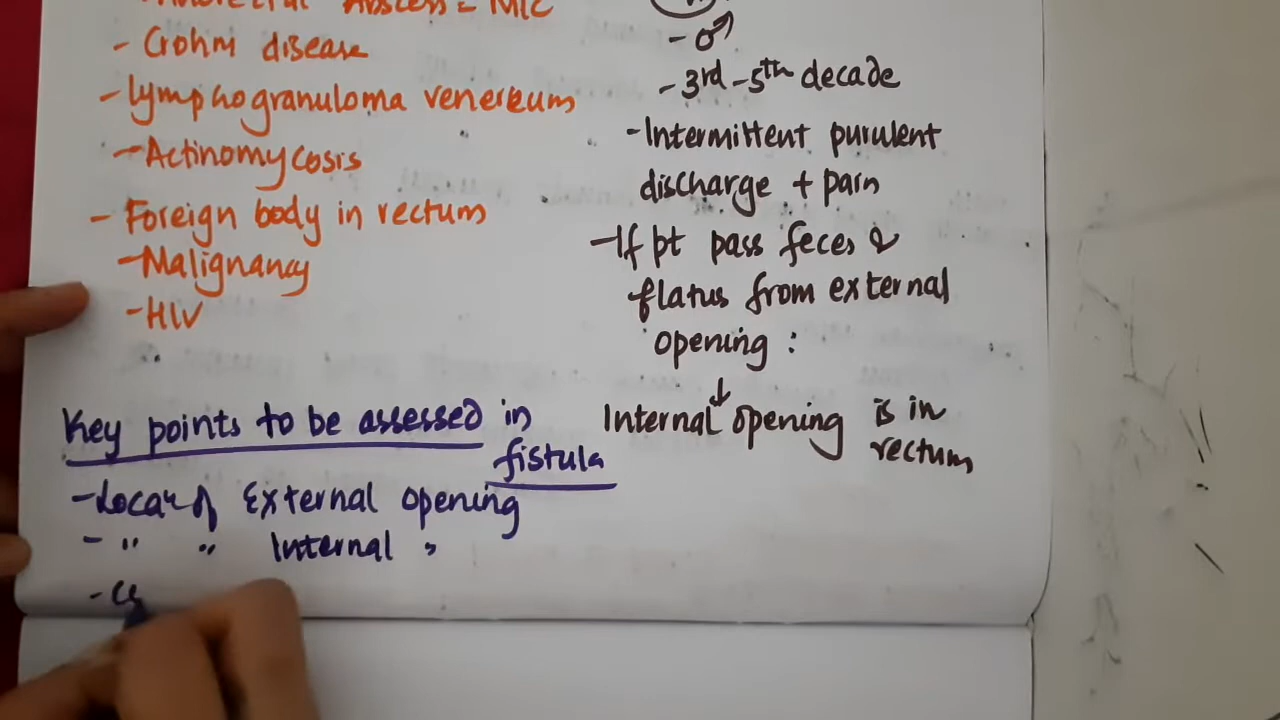 Anorectal Abscess = M/C
- Crohn disease
- lymphogranuloma venereum
- Actinomycosis
- Foreign body in rectum
- Malignancy
- HIV
- ♂
- 3rd - 5th decade
- Intermittent purulent
discharge + pain
- If pt pass feces &
flatus from external
opening :
↓
Internal opening is in
rectum
Key points to be assessed in
fistula
- Locan of External opening
- " " Internal "